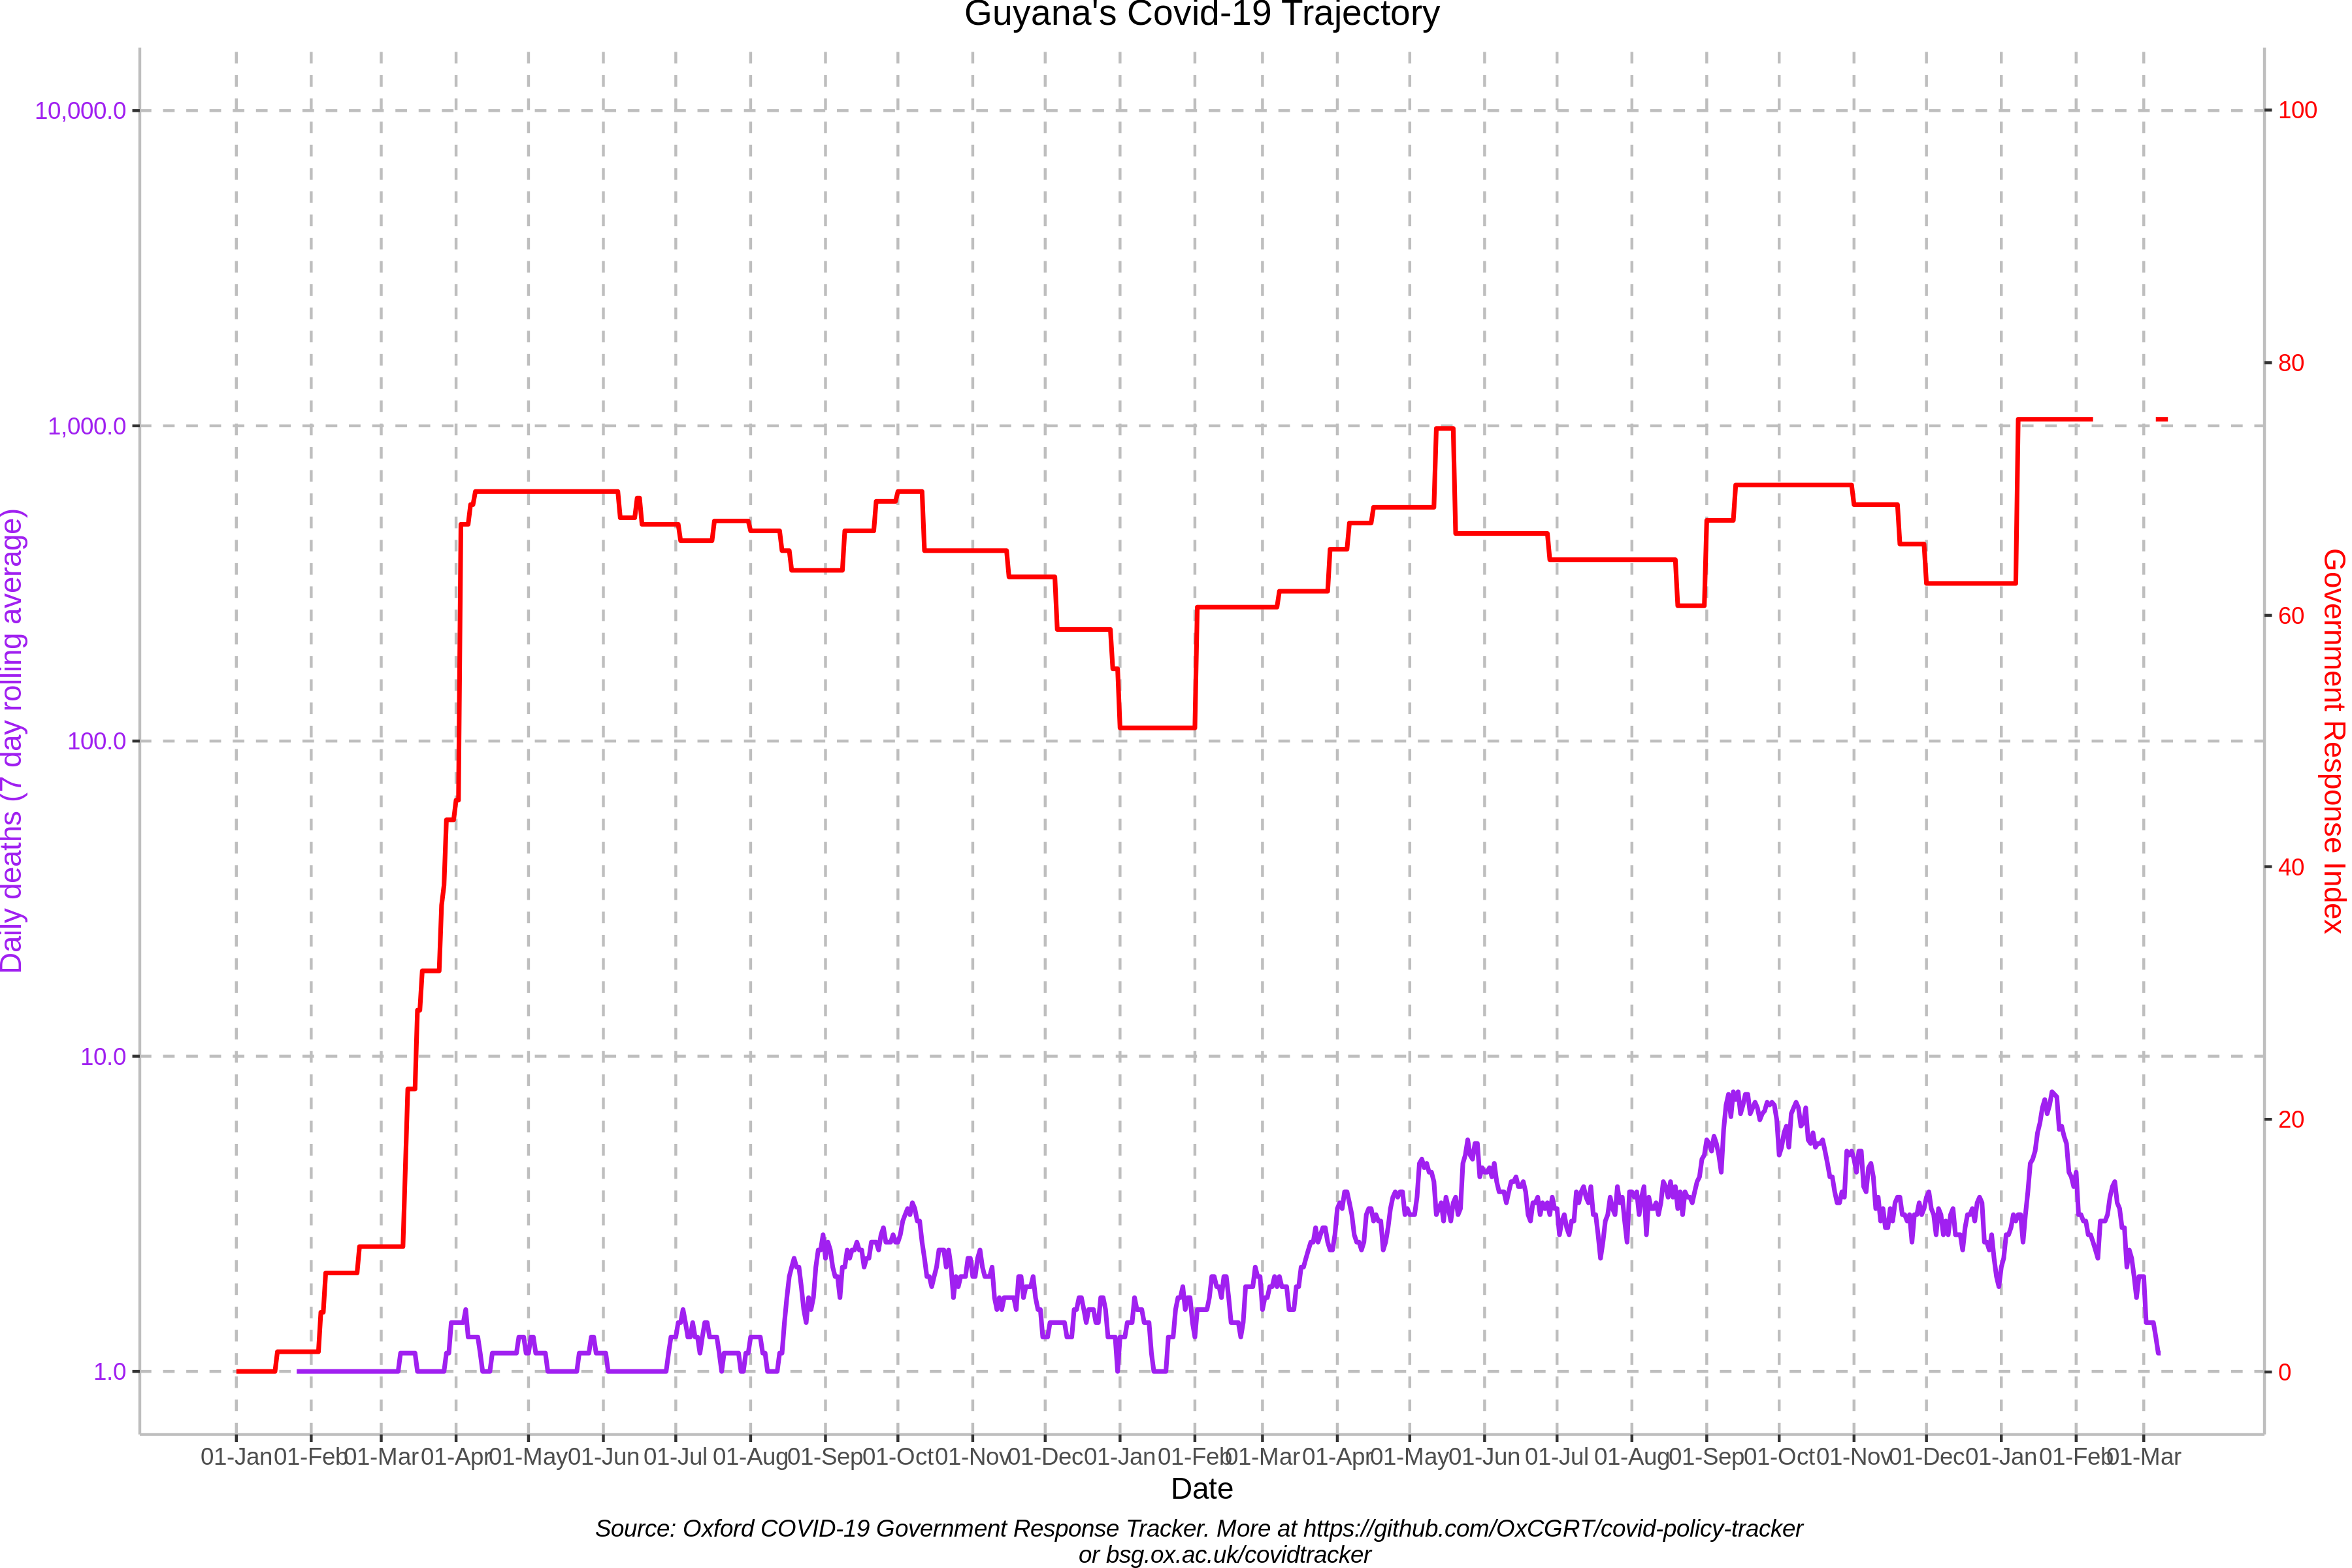 Guyana's Covid-19 Trajectory
10,000.0
1,000.0
100.0
10.0
1.0
Daily deaths (7 day rolling average)
100
80
60
40
20
0
Government Response Index
01-Jan 01-Feb 01-Mar 01-Apr 01-May 01-Jun 01-Jul 01-Aug 01-Sep 01-Oct 01-Nov 01-Dec 01-Jan 01-Feb 01-Mar 01-Apr 01-May 01-Jun 01-Jul 01-Aug 01-Sep 01-Oct 01-Nov 01-Dec 01-Jan 01-Feb 01-Mar
Date
Source: Oxford COVID-19 Government Response Tracker. More at https://github.com/OxCGRT/covid-policy-tracker
or bsg.ox.ac.uk/covidtracker